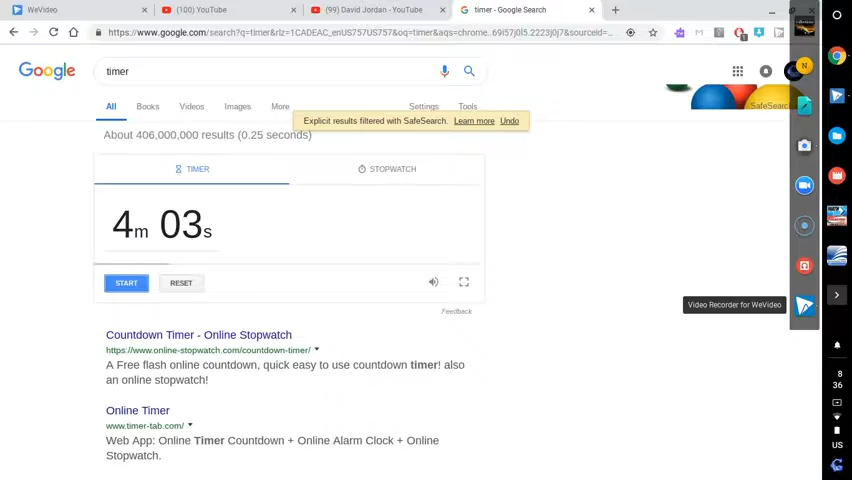 WeVideo
(100) YouTube
(99) David Jordan - YouTube
timer - Google Search
https://www.google.com/search?q=timer&rlz=1CADEAC_enUS757US757&oq=timer&aqs=chrome..69i57j0l5.2223j0j7&sourceid=...
Google
timer
N
All
Books
Videos
Images
More
Settings
Tools
SafeSearch
Explicit results filtered with SafeSearch. Learn more Undo
About 406,000,000 results (0.25 seconds)
TIMER
STOPWATCH
4m 03s
START
RESET
Feedback
Video Recorder for WeVideo
Countdown Timer - Online Stopwatch
https://www.online-stopwatch.com/countdown-timer/
A Free flash online countdown, quick easy to use countdown timer! also
an online stopwatch!
Online Timer
www.timer-tab.com/
Web App: Online Timer Countdown + Online Alarm Clock + Online
Stopwatch.
8
36
US